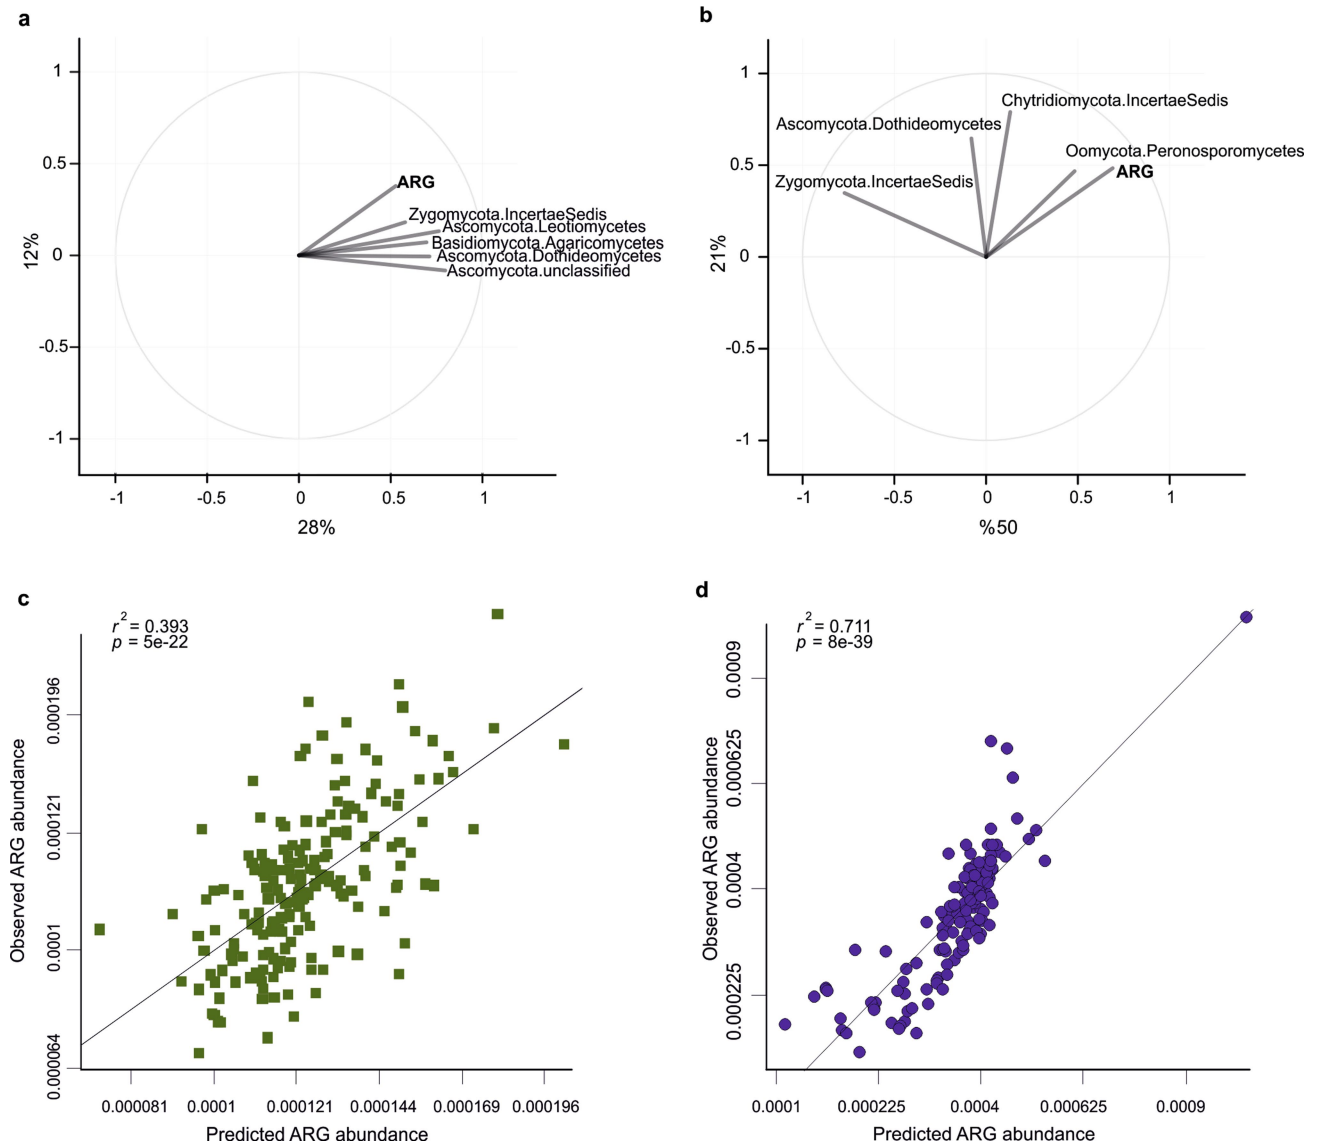 a
1
0.5
0
-0.5
-1
12%
ARG
Zygomycota.IncertaeSedis
Ascomycota.Leotiomycetes
Basidiomycota.Agaricomycetes
Ascomycota.Dothideomycetes
Ascomycota.unclassified
-1 -0.5 0 0.5 1
28%
b
1
0.5
0
-0.5
-1
21%
Chytridiomycota.IncertaeSedis
Ascomycota.Dothideomycetes
Oomycota.Peronosporomycetes
ARG
Zygomycota.IncertaeSedis
-1 -0.5 0 0.5 1
%50
c
r2 = 0.393
p = 5e-22
Observed ARG abundance
0.000196
0.000121
0.0001
0.000064
0.000081 0.0001 0.000121 0.000144 0.000169 0.000196
Predicted ARG abundance
d
r2 = 0.711
p = 8e-39
Observed ARG abundance
0.0009
0.000625
0.0004
0.000225
0.0001 0.000225 0.0004 0.000625 0.0009
Predicted ARG abundance